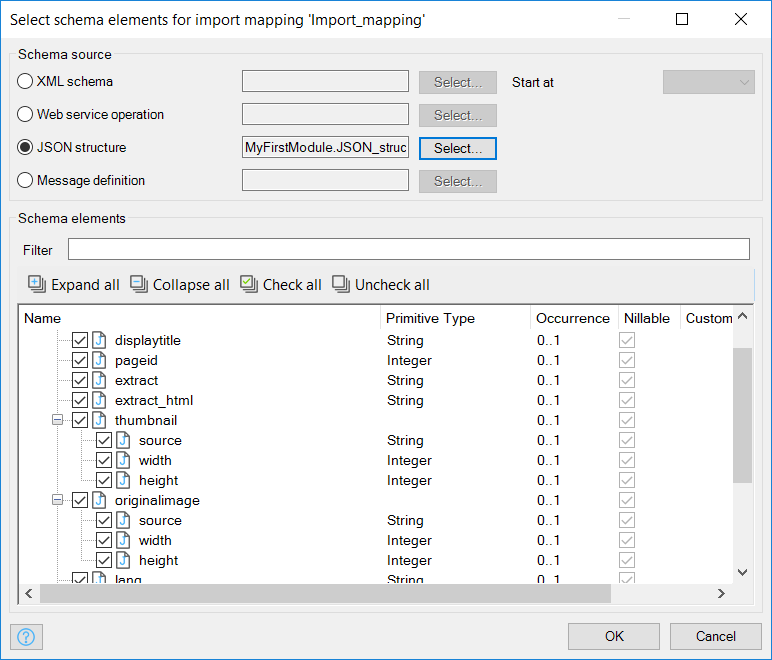 Select schema elements for import mapping 'Import_mapping'
Schema source
XML schema Select... Start at
Web service operation Select...
JSON structure MyFirstModule.JSON_struc Select...
Message definition Select...
Schema elements
Filter
Expand all Collapse all Check all Uncheck all
Name Primitive Type Occurrence Nillable Custom
displaytitle String 0..1
pageid Integer 0..1
extract String 0..1
extract_html String 0..1
thumbnail 0..1
source String 0..1
width Integer 0..1
height Integer 0..1
originalimage 0..1
source String 0..1
width Integer 0..1
height Integer 0..1
lang String 0..1
? OK Cancel